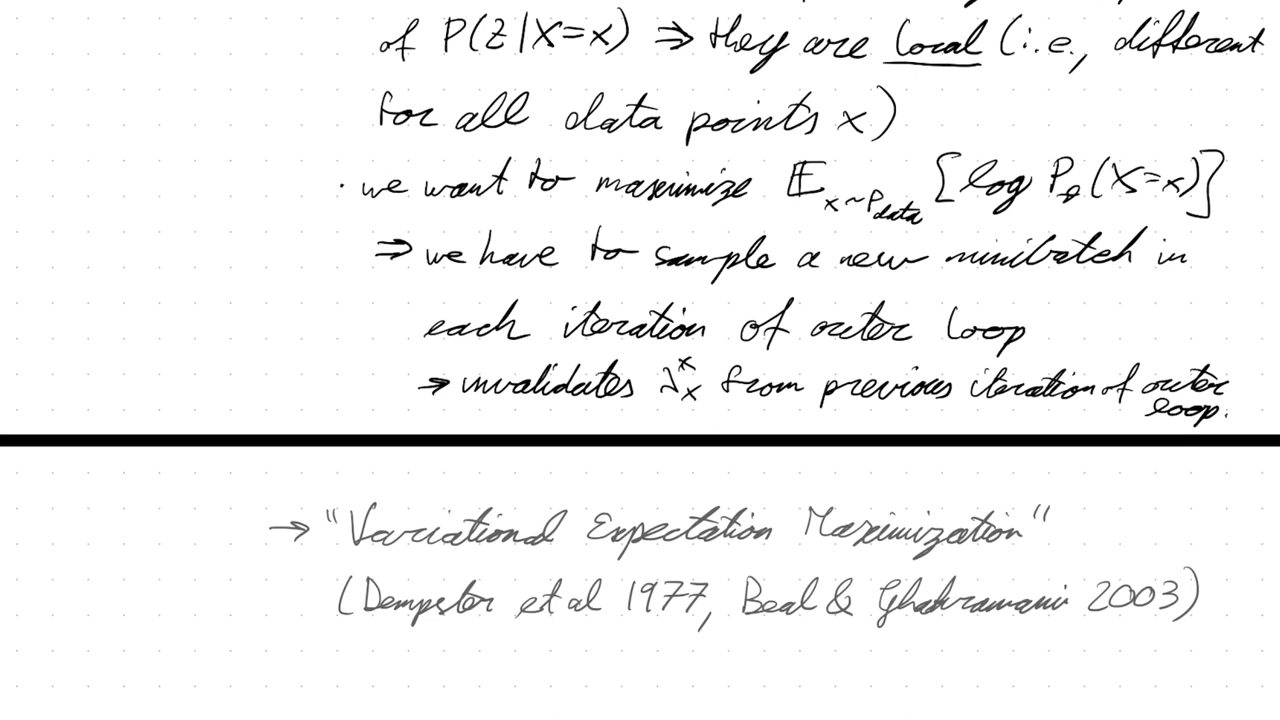 of P(Z|X=x) ⇒ they are local (i.e., different
for all data points x)
· we want to maximize 𝔼_{x~P_data} [log P_θ(X=x)]
⇒ we have to sample a new minibatch in
each iteration of outer loop
→ invalidates λ*_x from previous iteration of outer
loop.
→ "Variational Expectation Maximization"
(Dempster et al 1977, Beal & Ghahramani 2003)